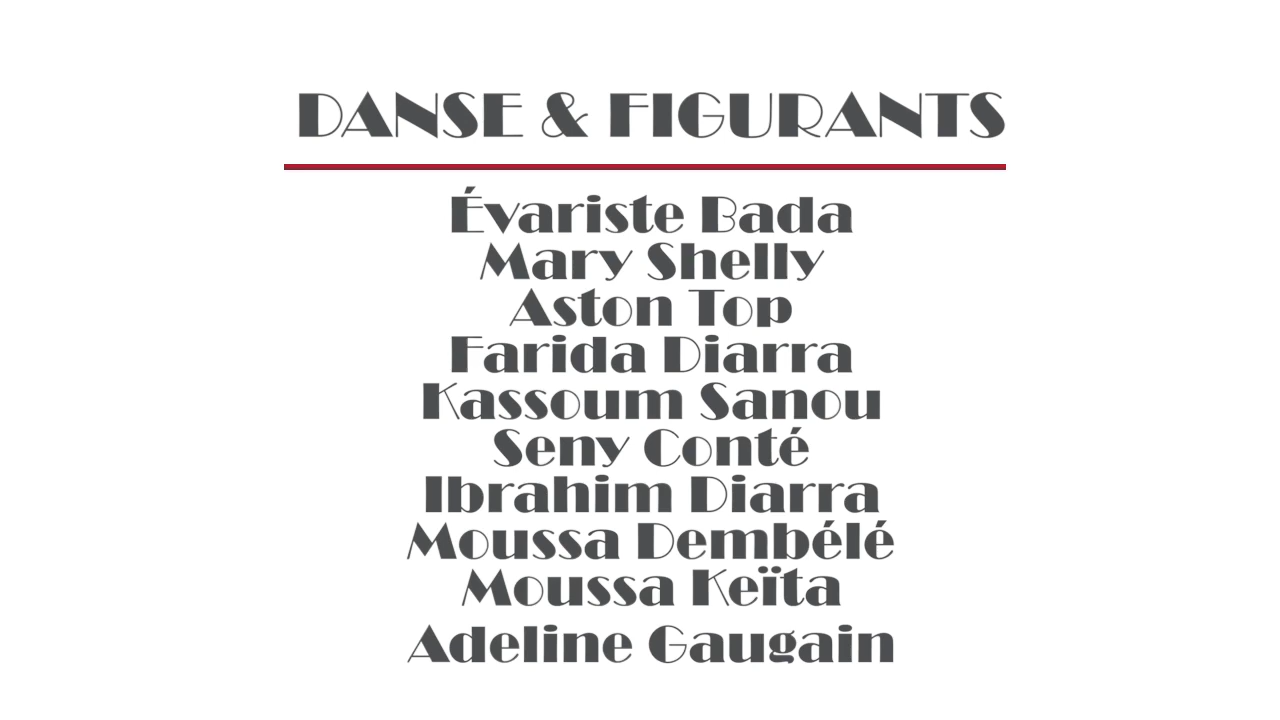 DANSE & FIGURANTS
Évariste Bada
Mary Shelly
Aston Top
Farida Diarra
Kassoum Sanou
Seny Conté
Ibrahim Diarra
Moussa Dembélé
Moussa Keïta
Adeline Gaugain